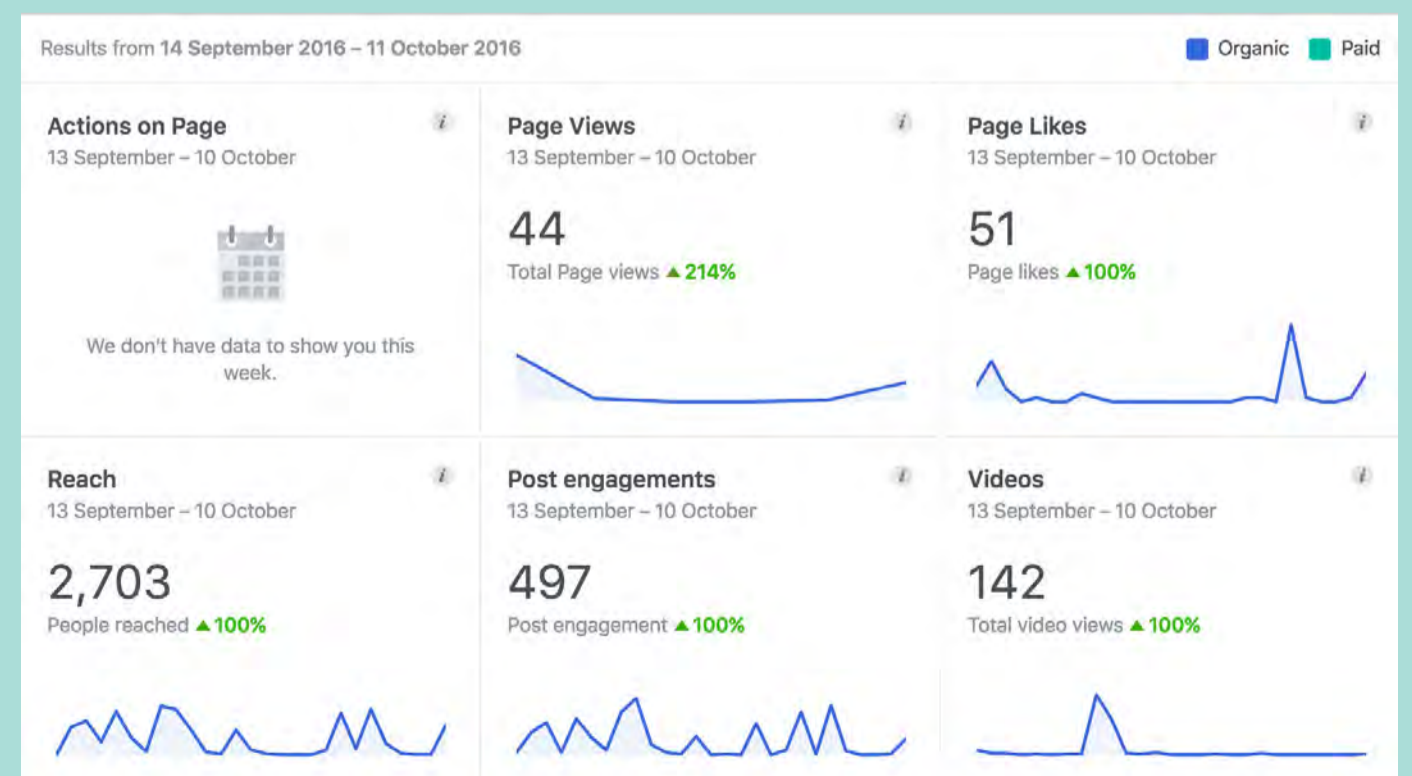 Results from 14 September 2016 – 11 October 2016
Organic Paid
Actions on Page i
13 September – 10 October
We don't have data to show you this
week.
Page Views i
13 September – 10 October
44
Total Page views ▲ 214%
Page Likes i
13 September – 10 October
51
Page likes ▲ 100%
Reach i
13 September – 10 October
2,703
People reached ▲ 100%
Post engagements i
13 September – 10 October
497
Post engagement ▲ 100%
Videos i
13 September – 10 October
142
Total video views ▲ 100%